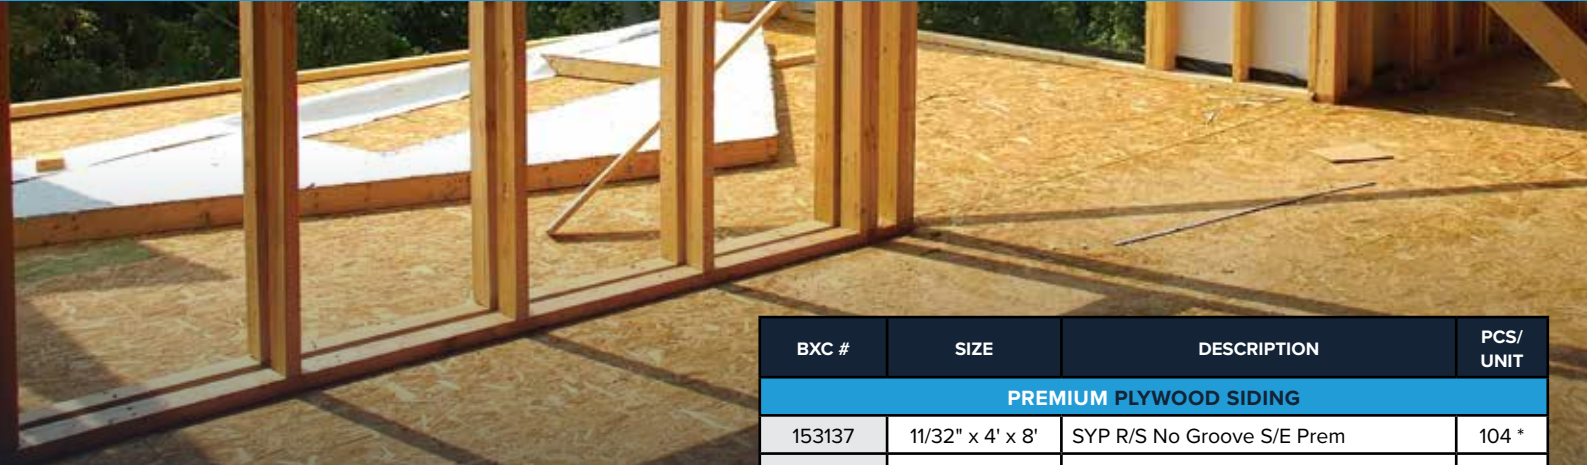 BXC # SIZE DESCRIPTION PCS/ UNIT
PREMIUM PLYWOOD SIDING
153137 11/32" x 4' x 8' SYP R/S No Groove S/E Prem 104 *